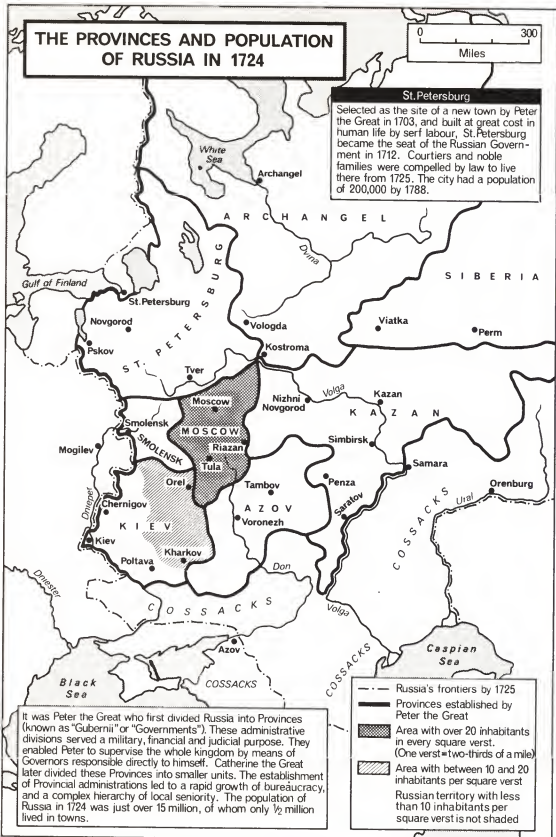 THE PROVINCES AND POPULATION
OF RUSSIA IN 1724
0 300
Miles
St.Petersburg
Selected as the site of a new town by Peter
the Great in 1703, and built at great cost in
human life by serf labour, St.Petersburg
became the seat of the Russian Govern-
ment in 1712. Courtiers and noble
families were compelled by law to live
there from 1725. The city had a population
of 200,000 by 1788.
White
Sea
Archangel
ARCHANGEL
Dvina
SIBERIA
Gulf of Finland
St.Petersburg
ST. PETERSBURG
Novgorod
Pskov
Vologda
Viatka
Perm
Kostroma
Tver
Moscow
Nizhni
Novgorod
Volga
Kazan
KAZAN
Smolensk
SMOLENSK
MOSCOW
Riazan
Tula
Simbirsk
Mogilev
Samara
Orel
Tambov
Penza
Orenburg
Dnieper
Chernigov
AZOV
Saratov
Ural
KIEV
Voronezh
COSSACKS
Kiev
Poltava
Kharkov
Don
Dniester
COSSACKS
Volga
Azov
Caspian
Sea
Black
Sea
COSSACKS
COSSACKS
It was Peter the Great who first divided Russia into Provinces
(known as "Gubernii" or "Governments"). These administrative
divisions served a military, financial and judicial purpose. They
enabled Peter to supervise the whole kingdom by means of
Governors responsible directly to himself. Catherine the Great
later divided these Provinces into smaller units. The establishment
of Provincial administrations led to a rapid growth of bureaucracy,
and a complex hierarchy of local seniority. The population of
Russia in 1724 was just over 15 million, of whom only ½ million
lived in towns.
Russia's frontiers by 1725
Provinces established by
Peter the Great
Area with over 20 inhabitants
in every square verst.
(One verst=two-thirds of a mile)
Area with between 10 and 20
inhabitants per square verst
Russian territory with less
than 10 inhabitants per
square verst is not shaded